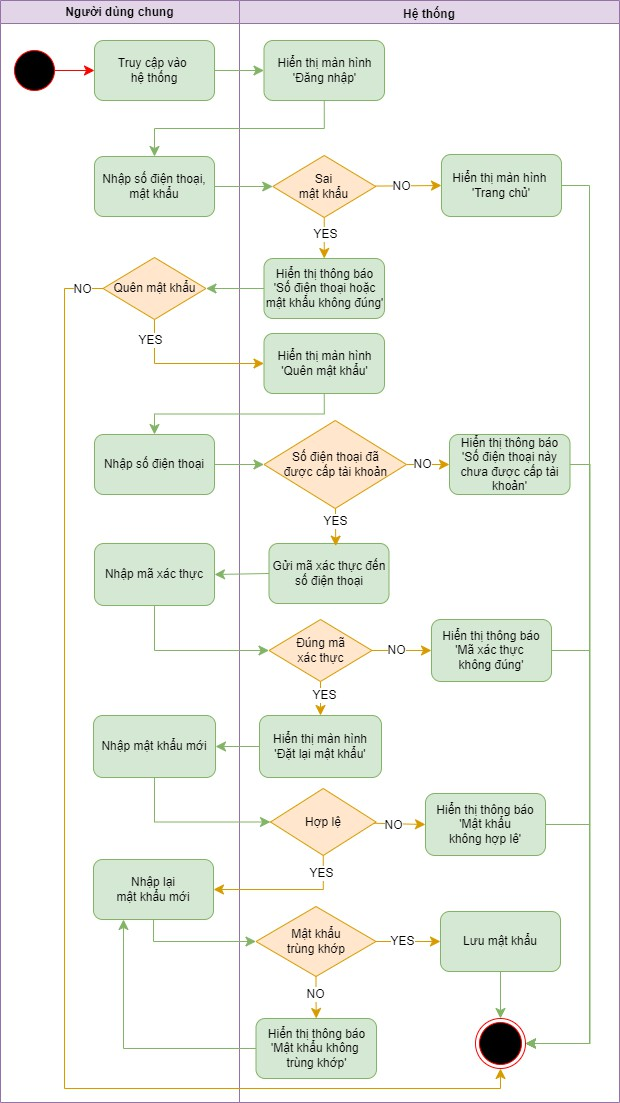 Người dùng chung
Hệ thống
Truy cập vào
hệ thống
Hiển thị màn hình
'Đăng nhập'
Nhập số điện thoại,
mật khẩu
Sai
mật khẩu
NO
Hiển thị màn hình
'Trang chủ'
YES
Hiển thị thông báo
'Số điện thoại hoặc
mật khẩu không đúng'
Quên mật khẩu
NO
YES
Hiển thị màn hình
'Quên mật khẩu'
Nhập số điện thoại
Số điện thoại đã
được cấp tài khoản
NO
Hiển thị thông báo
'Số điện thoại này
chưa được cấp tài
khoản'
YES
Gửi mã xác thực đến
số điện thoại
Nhập mã xác thực
Đúng mã
xác thực
NO
Hiển thị thông báo
'Mã xác thực
không đúng'
YES
Hiển thị màn hình
'Đặt lại mật khẩu'
Nhập mật khẩu mới
Hợp lệ
NO
Hiển thị thông báo
'Mật khẩu
không hợp lê'
YES
Nhập lại
mật khẩu mới
Mật khẩu
trùng khớp
YES
Lưu mật khẩu
NO
Hiển thị thông báo
'Mật khẩu không
trùng khớp'